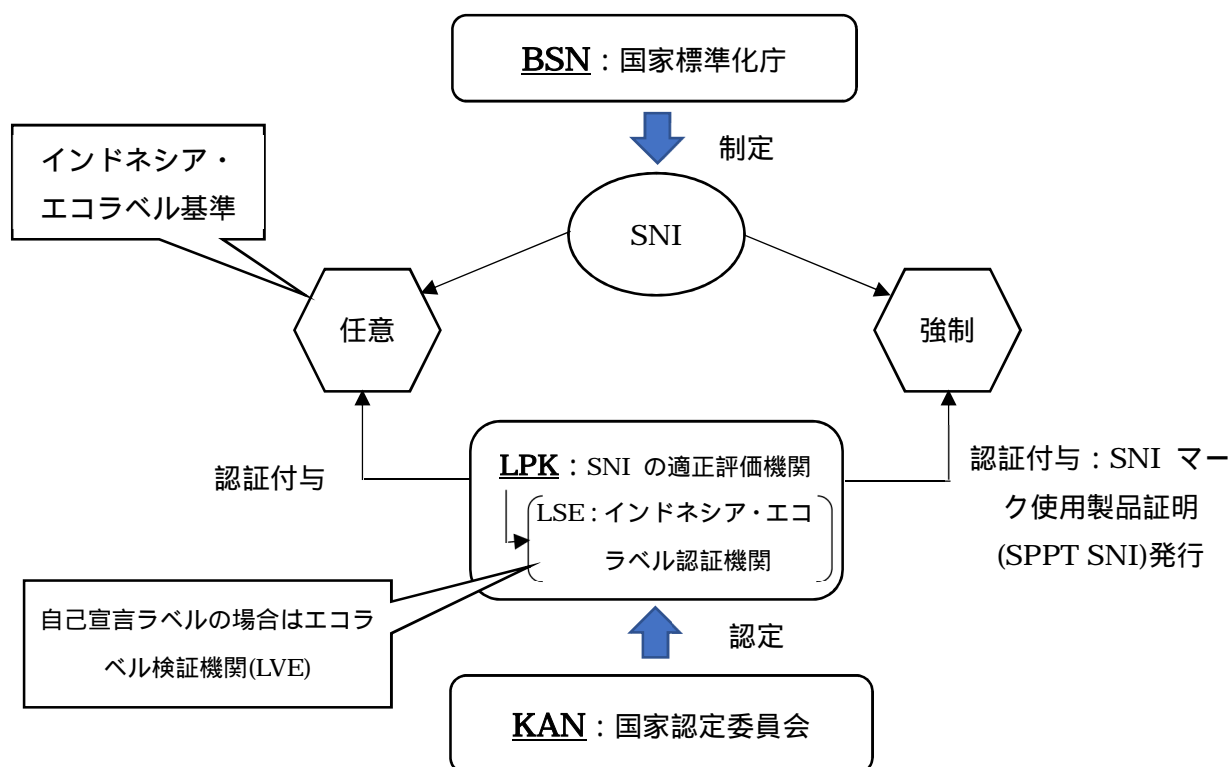 BSN：国家標準化庁
制定
インドネシア・
エコラベル基準
SNI
任意
強制
認証付与
LPK：SNI の適正評価機関
LSE：インドネシア・エコ
ラベル認証機関
認証付与：SNI マー
ク使用製品証明
(SPPT SNI)発行
自己宣言ラベルの場合はエコラ
ベル検証機関(LVE)
認定
KAN：国家認定委員会